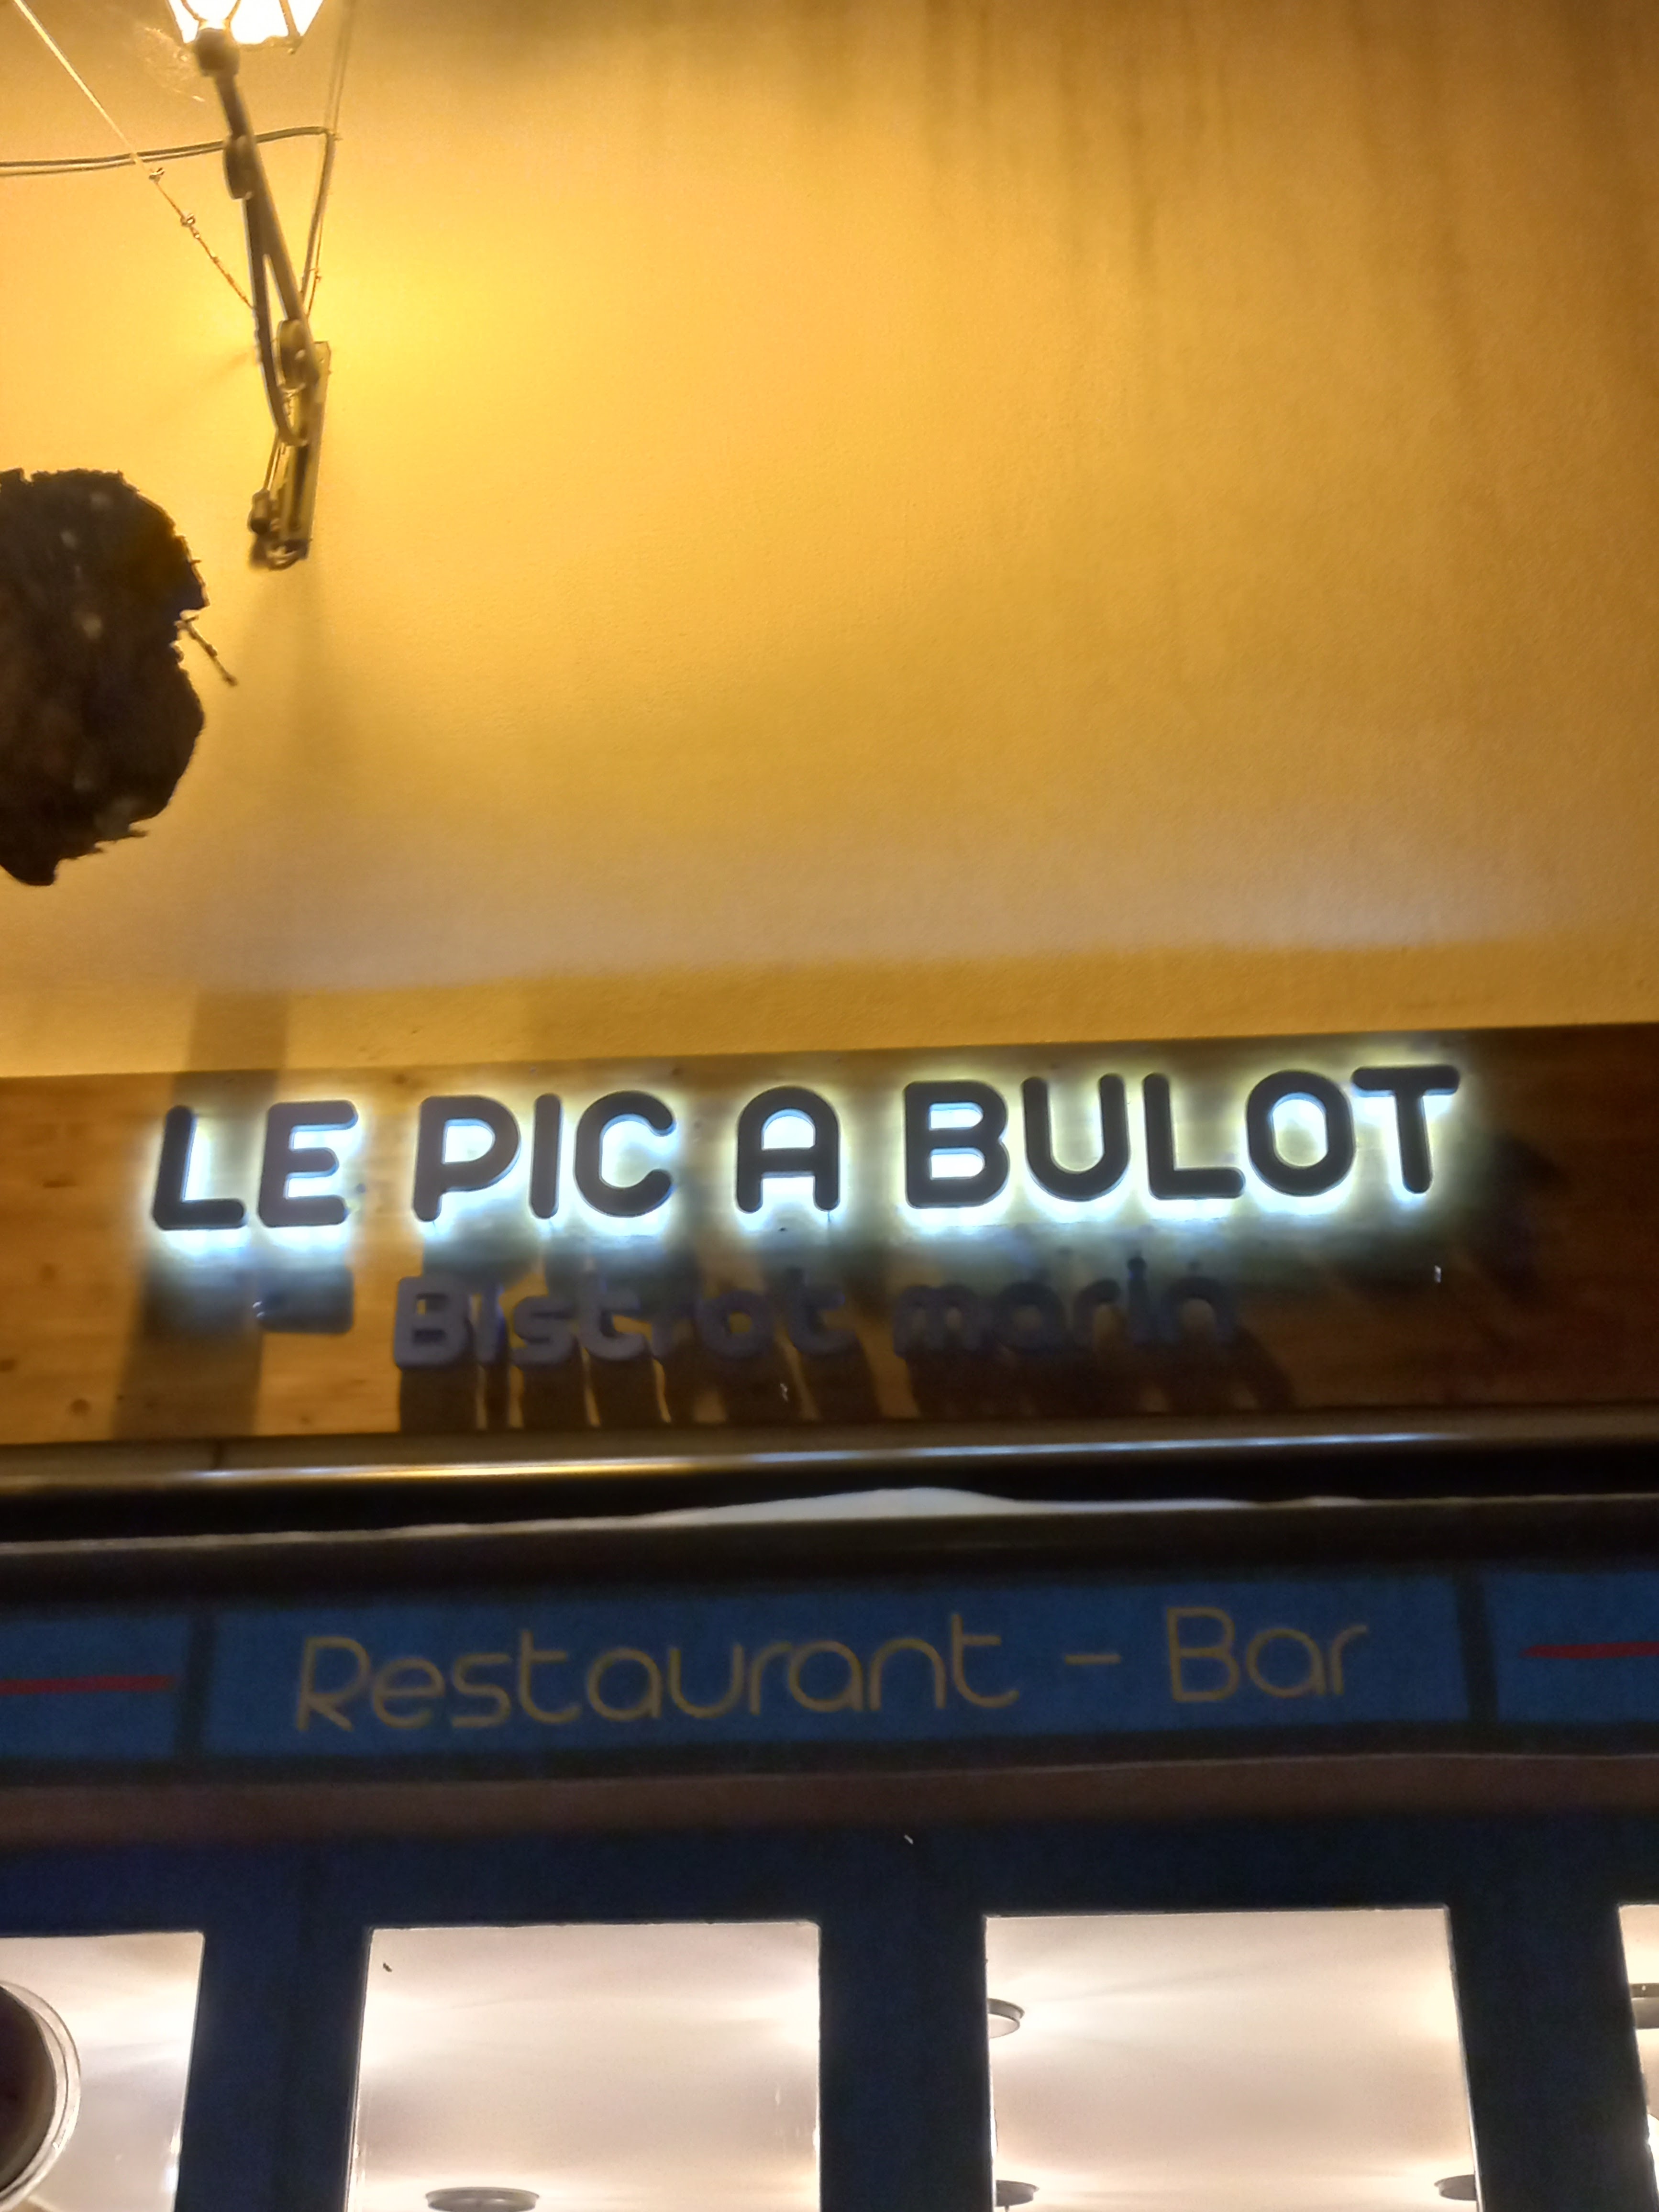 LE PIC A BULOT
Bistrot marin
Restaurant - Bar